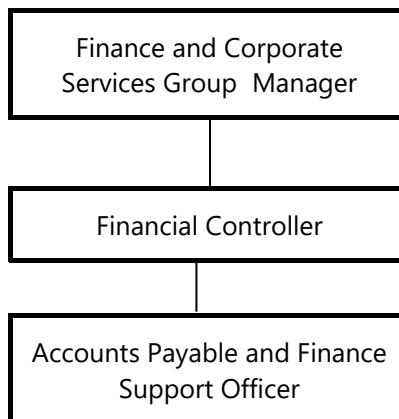 Finance and Corporate
Services Group  Manager
Financial Controller
Accounts Payable and Finance
Support Officer